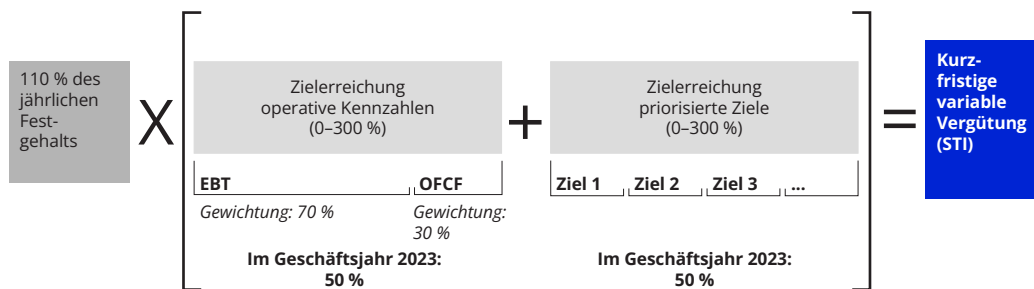 110 % des
jährlichen
Fest-
gehalts
X
Zielerreichung
operative Kennzahlen
(0–300 %)
EBT
OFCF
Gewichtung: 70 %
Gewichtung:
30 %
Im Geschäftsjahr 2023:
50 %
+
Zielerreichung
priorisierte Ziele
(0–300 %)
Ziel 1
Ziel 2
Ziel 3
...
Im Geschäftsjahr 2023:
50 %
=
Kurz-
fristige
variable
Vergütung
(STI)